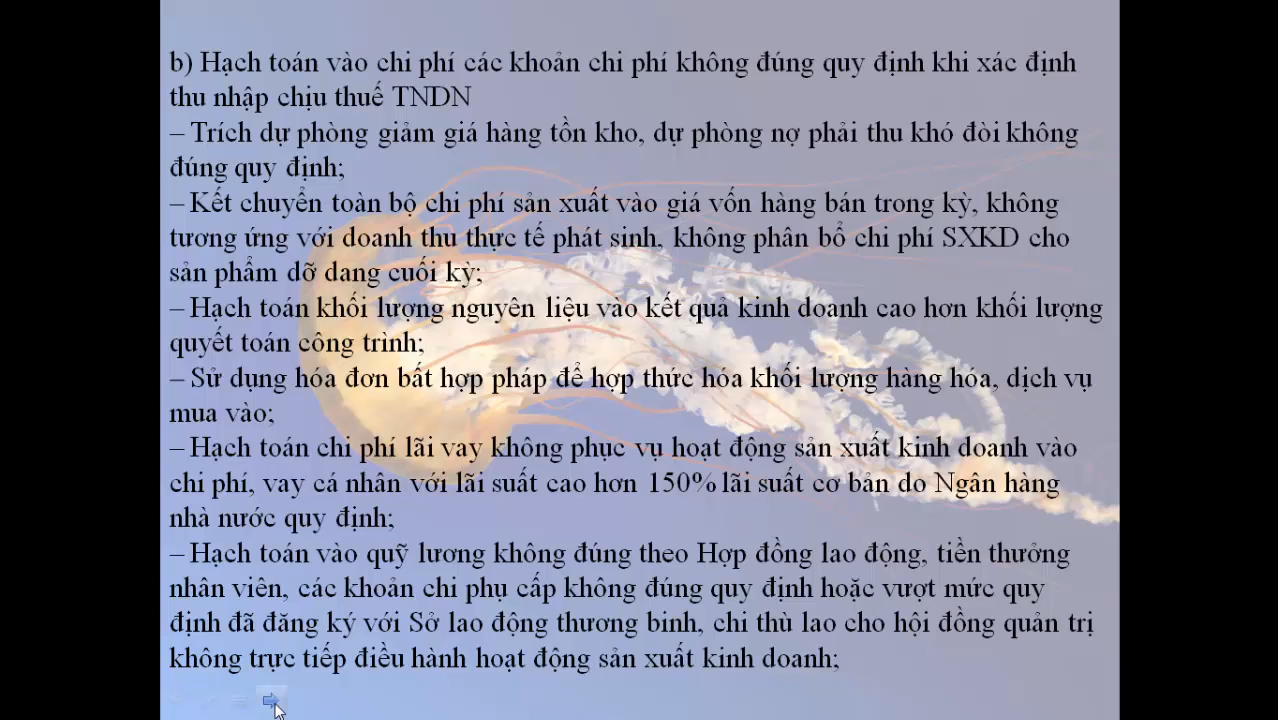 b) Hạch toán vào chi phí các khoản chi phí không đúng quy định khi xác định
thu nhập chịu thuế TNDN
– Trích dự phòng giảm giá hàng tồn kho, dự phòng nợ phải thu khó đòi không
đúng quy định;
– Kết chuyển toàn bộ chi phí sản xuất vào giá vốn hàng bán trong kỳ, không
tương ứng với doanh thu thực tế phát sinh, không phân bổ chi phí SXKD cho
sản phẩm dỡ dang cuối kỳ;
– Hạch toán khối lượng nguyên liệu vào kết quả kinh doanh cao hơn khối lượng
quyết toán công trình;
– Sử dụng hóa đơn bất hợp pháp để hợp thức hóa khối lượng hàng hóa, dịch vụ
mua vào;
– Hạch toán chi phí lãi vay không phục vụ hoạt động sản xuất kinh doanh vào
chi phí, vay cá nhân với lãi suất cao hơn 150% lãi suất cơ bản do Ngân hàng
nhà nước quy định;
– Hạch toán vào quỹ lương không đúng theo Hợp đồng lao động, tiền thưởng
nhân viên, các khoản chi phụ cấp không đúng quy định hoặc vượt mức quy
định đã đăng ký với Sở lao động thương binh, chi thù lao cho hội đồng quản trị
không trực tiếp điều hành hoạt động sản xuất kinh doanh;